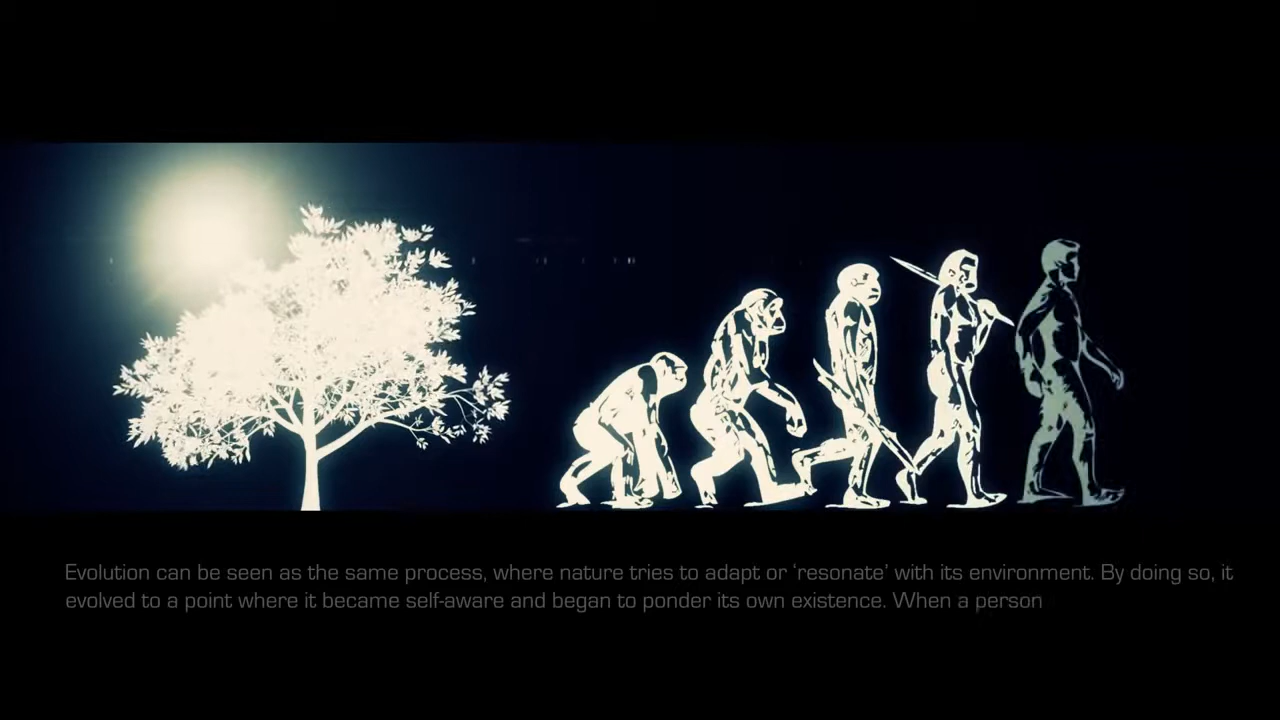 Evolution can be seen as the same process, where nature tries to adapt or ‘resonate’ with its environment. By doing so, it
evolved to a point where it became self-aware and began to ponder its own existence. When a person